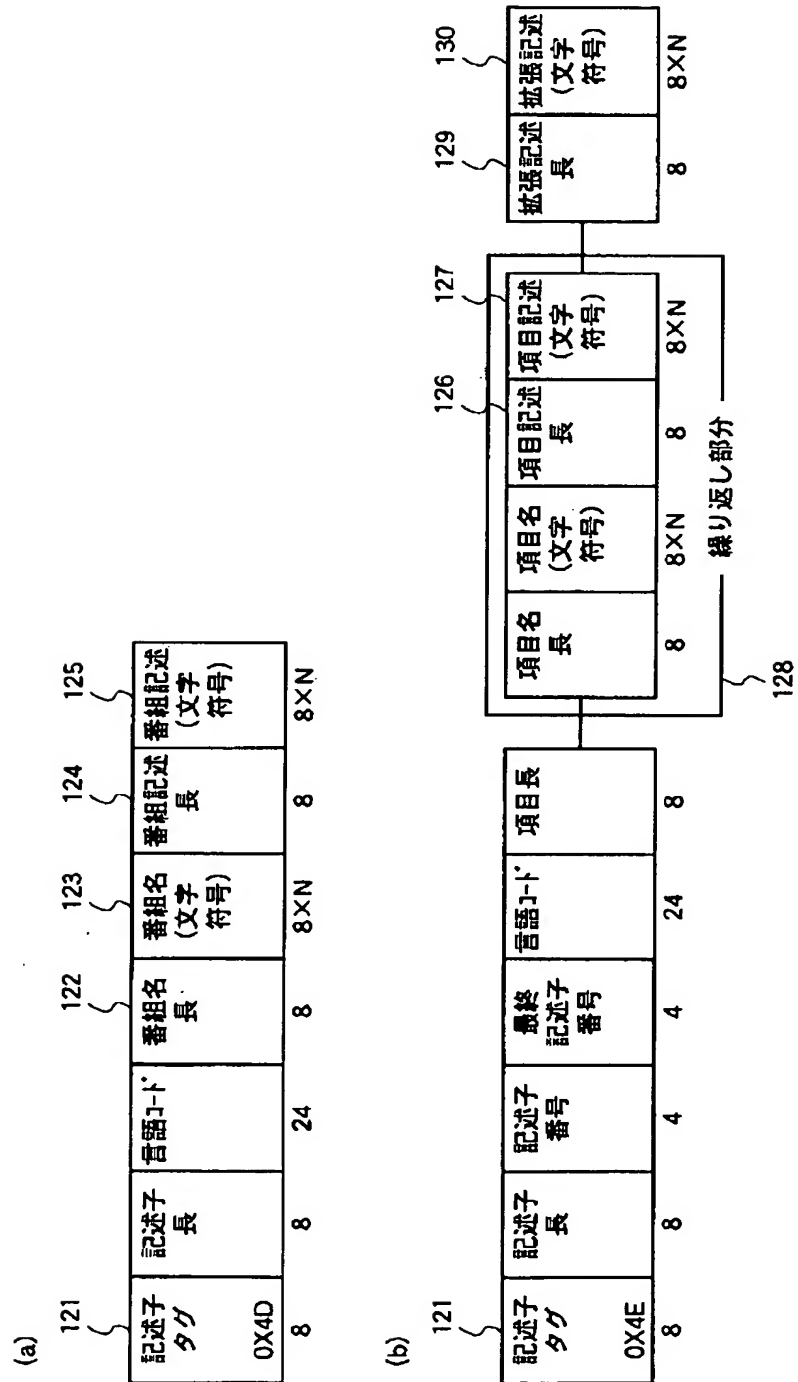 (a)
121 122 123 124 125
記述子
タグ
0X4D
記述子
長
言語コード
番組名
長
番組名
(文字
符号)
番組記述
長
番組記述
(文字
符号)
8 8 24 8 8×N 8 8×N
(b)
121 126 127 129 130
記述子
タグ
0X4E
記述子
長
記述子
番号
最終
記述子
番号
言語コード
項目長
項目名
長
項目名
(文字
符号)
項目記述
長
項目記述
(文字
符号)
拡張記述
長
拡張記述
(文字
符号)
8 8 4 4 24 8 8 8×N 8 8×N 8 8×N
繰り返し部分
128